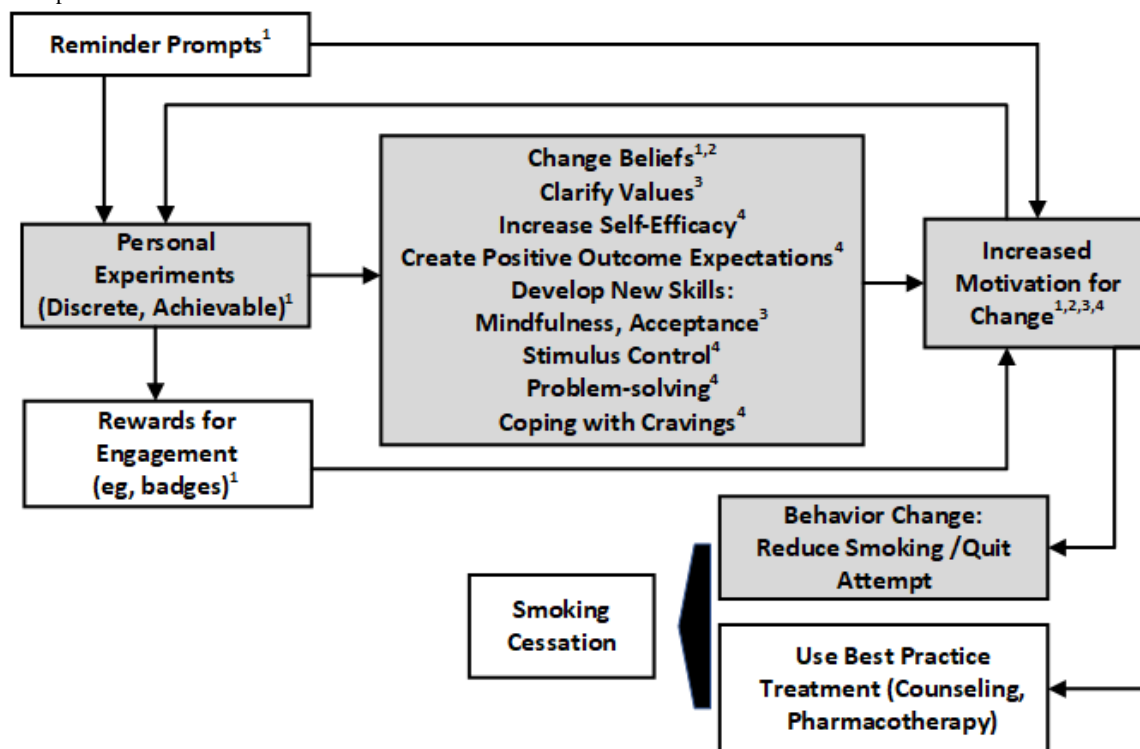 Reminder Prompts¹
Change Beliefs¹,²
Clarify Values³
Increase Self-Efficacy⁴
Create Positive Outcome Expectations⁴
Develop New Skills:
Mindfulness, Acceptance³
Stimulus Control⁴
Problem-solving⁴
Coping with Cravings⁴
Personal
Experiments
(Discrete, Achievable)¹
Increased
Motivation for
Change¹,²,³,⁴
Rewards for
Engagement
(eg, badges)¹
Behavior Change:
Reduce Smoking /Quit
Attempt
Smoking
Cessation
Use Best Practice
Treatment (Counseling,
Pharmacotherapy)